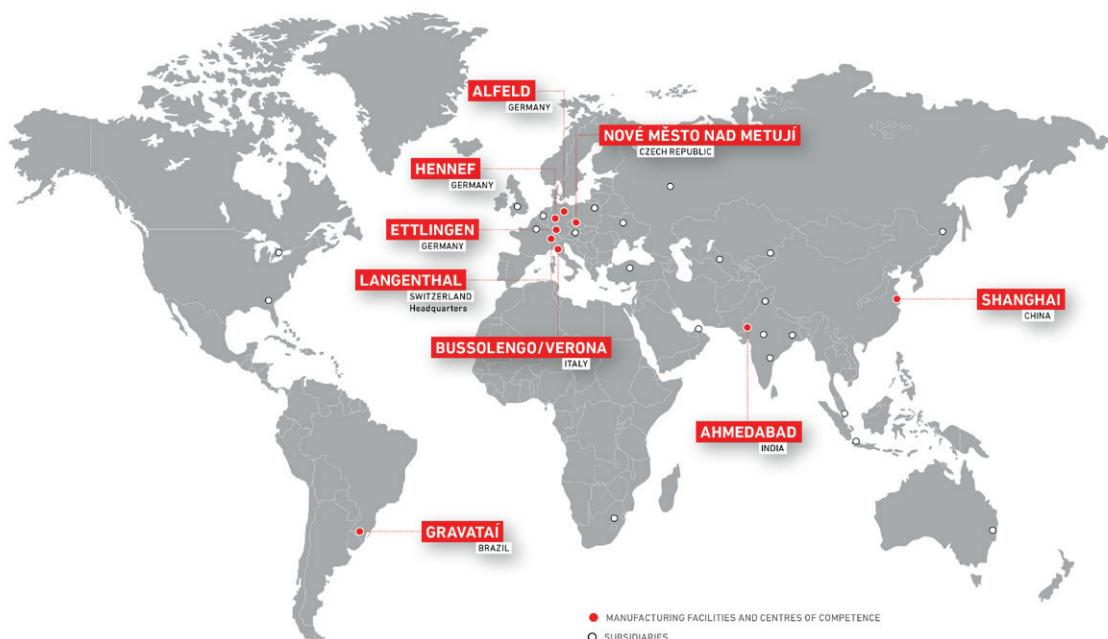 ALFELD
GERMANY
NOVÉ MĚSTO NAD METUJÍ
CZECH REPUBLIC
HENNEF
GERMANY
ETTLINGEN
GERMANY
LANGENTHAL
SWITZERLAND
Headquarters
SHANGHAI
CHINA
BUSSOLENGO/VERONA
ITALY
AHMEDABAD
INDIA
GRAVATAÍ
BRAZIL
MANUFACTURING FACILITIES AND CENTRES OF COMPETENCE
SUBSIDIARIES